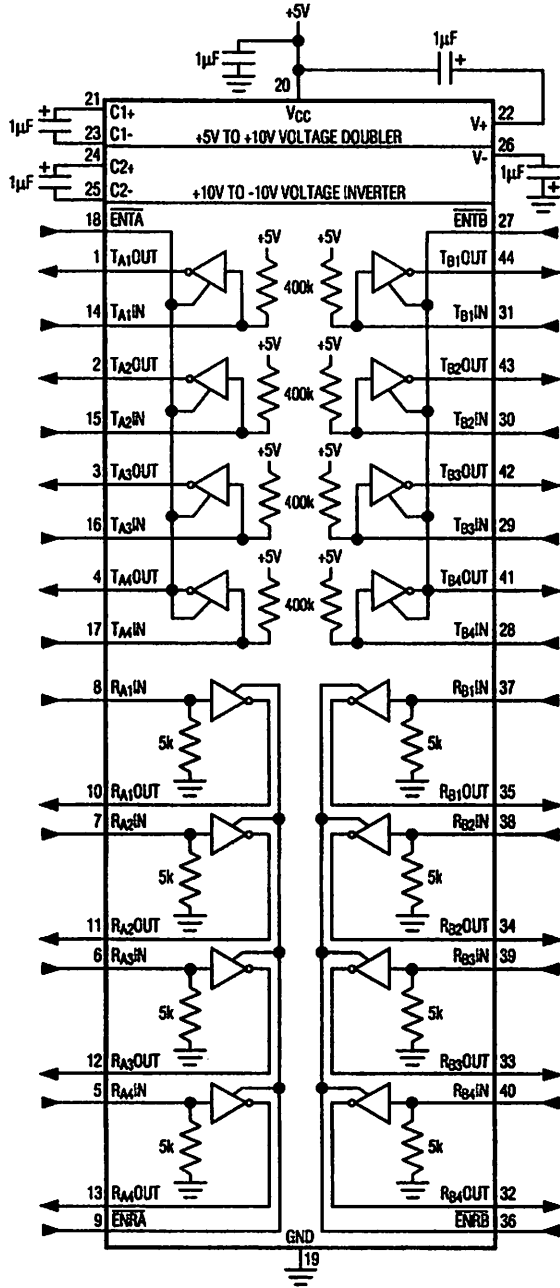 +5V
1μF
1μF
+
20
21 C1+ VCC V+ 22
+
1μF
23 C1- +5V TO +10V VOLTAGE DOUBLER
24 C2+ V- 26
+
1μF
1μF
25 C2- +10V TO -10V VOLTAGE INVERTER
+
18 ENTA ENTB 27
+5V +5V
1 TA1OUT TB1OUT 44
400k
14 TA1IN TB1IN 31
+5V +5V
2 TA2OUT TB2OUT 43
400k
15 TA2IN TB2IN 30
+5V +5V
3 TA3OUT TB3OUT 42
400k
16 TA3IN TB3IN 29
+5V +5V
4 TA4OUT TB4OUT 41
400k
17 TA4IN TB4IN 28
8 RA1IN RB1IN 37
5k 5k
10 RA1OUT RB1OUT 35
7 RA2IN RB2IN 38
5k 5k
11 RA2OUT RB2OUT 34
6 RA3IN RB3IN 39
5k 5k
12 RA3OUT RB3OUT 33
5 RA4IN RB4IN 40
5k 5k
13 RA4OUT RB4OUT 32
9 ENRA GND ENRB 36
19